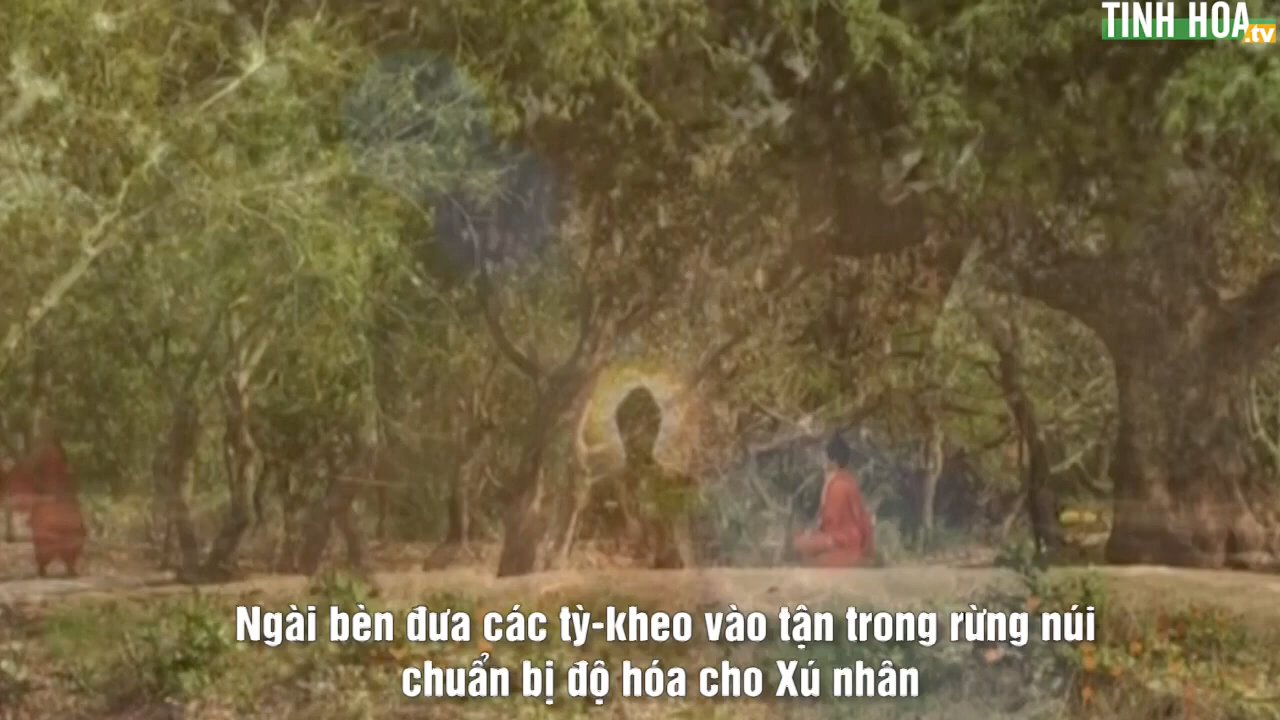 TINH HOA
.tv
Ngài bèn đưa các tỳ-kheo vào tận trong rừng núi
chuẩn bị độ hóa cho Xú nhân